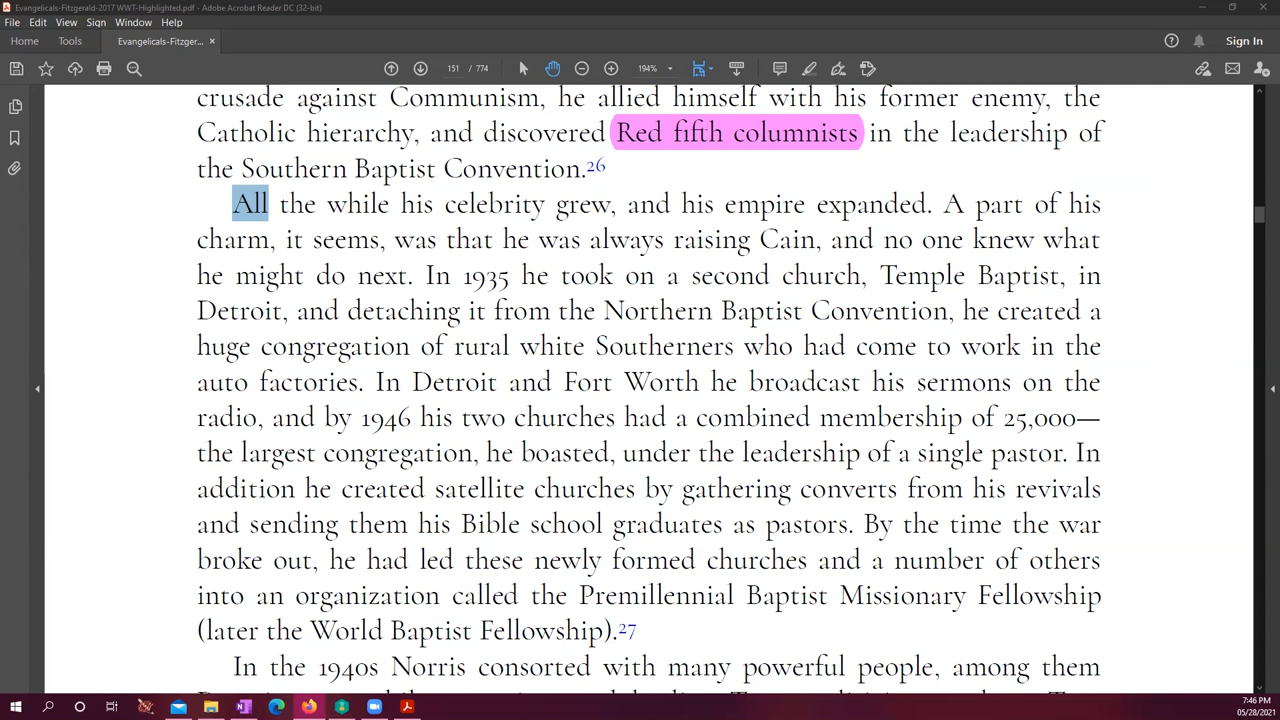 Evangelicals-Fitzgerald-2017 WWT-Highlighted.pdf - Adobe Acrobat Reader DC (32-bit)
File Edit View Sign Window Help
Home Tools Evangelicals-Fitzger... × Sign In
151 / 774 194%
crusade against Communism, he allied himself with his former enemy, the
Catholic hierarchy, and discovered Red fifth columnists in the leadership of
the Southern Baptist Convention.26
All the while his celebrity grew, and his empire expanded. A part of his
charm, it seems, was that he was always raising Cain, and no one knew what
he might do next. In 1935 he took on a second church, Temple Baptist, in
Detroit, and detaching it from the Northern Baptist Convention, he created a
huge congregation of rural white Southerners who had come to work in the
auto factories. In Detroit and Fort Worth he broadcast his sermons on the
radio, and by 1946 his two churches had a combined membership of 25,000—
the largest congregation, he boasted, under the leadership of a single pastor. In
addition he created satellite churches by gathering converts from his revivals
and sending them his Bible school graduates as pastors. By the time the war
broke out, he had led these newly formed churches and a number of others
into an organization called the Premillennial Baptist Missionary Fellowship
(later the World Baptist Fellowship).27
In the 1940s Norris consorted with many powerful people, among them
7:46 PM
05/28/2021